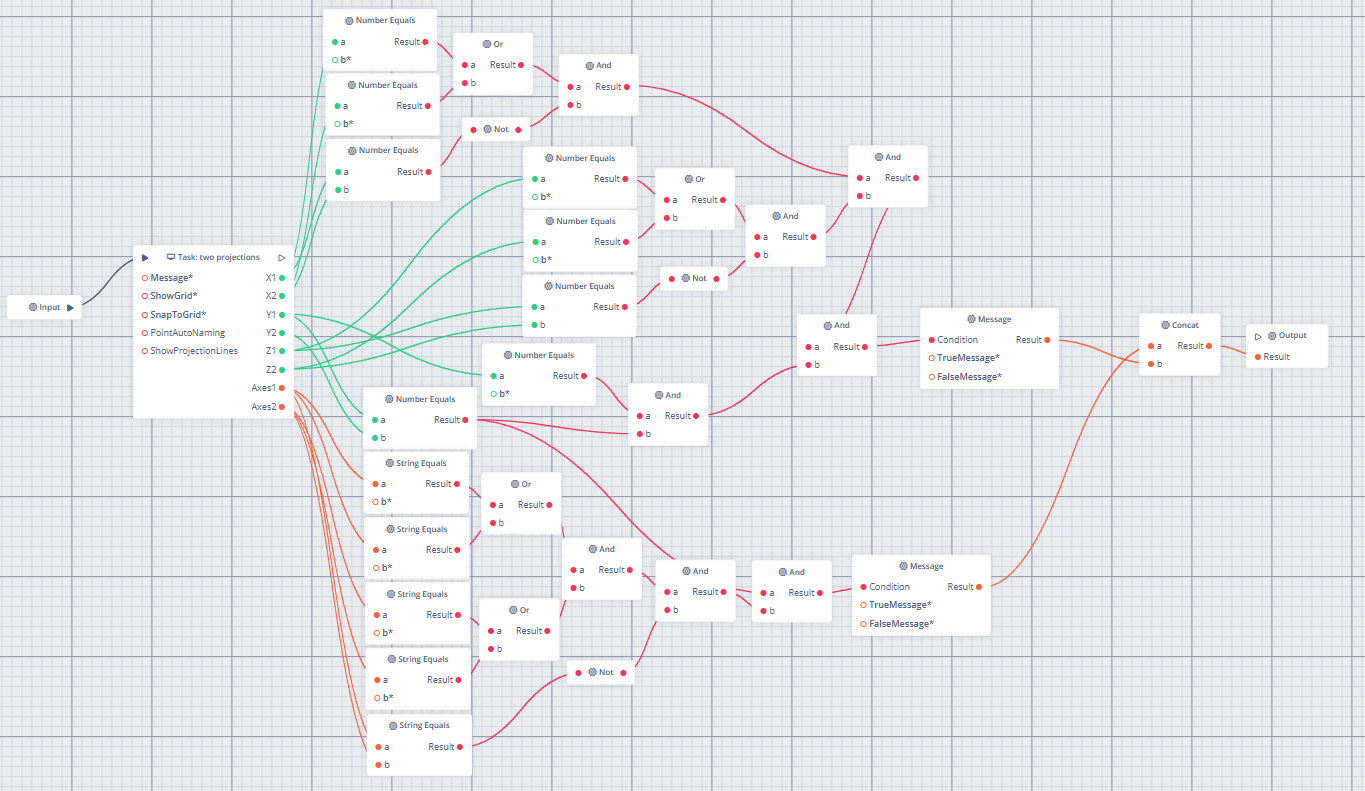 Input
Task: two projections
Message* X1
ShowGrid* X2
SnapToGrid* Y1
PointAutoNaming Y2
ShowProjectionLines Z1
Z2
Axes1
Axes2
Number Equals
a Result
b*
Number Equals
a Result
b*
Number Equals
a Result
b
Or
a Result
b
Not
And
a Result
b
Number Equals
a Result
b*
Number Equals
a Result
b*
Number Equals
a Result
b
Or
a Result
b
Not
And
a Result
b
And
a Result
b
Number Equals
a Result
b*
Number Equals
a Result
b
And
a Result
b
And
a Result
b
Message
Condition Result
TrueMessage*
FalseMessage*
String Equals
a Result
b*
String Equals
a Result
b*
String Equals
a Result
b*
String Equals
a Result
b*
String Equals
a Result
b
Or
a Result
b
Or
a Result
b
And
a Result
b
Not
And
a Result
b
And
a Result
b
Message
Condition Result
TrueMessage*
FalseMessage*
Concat
a Result
b
Output
Result